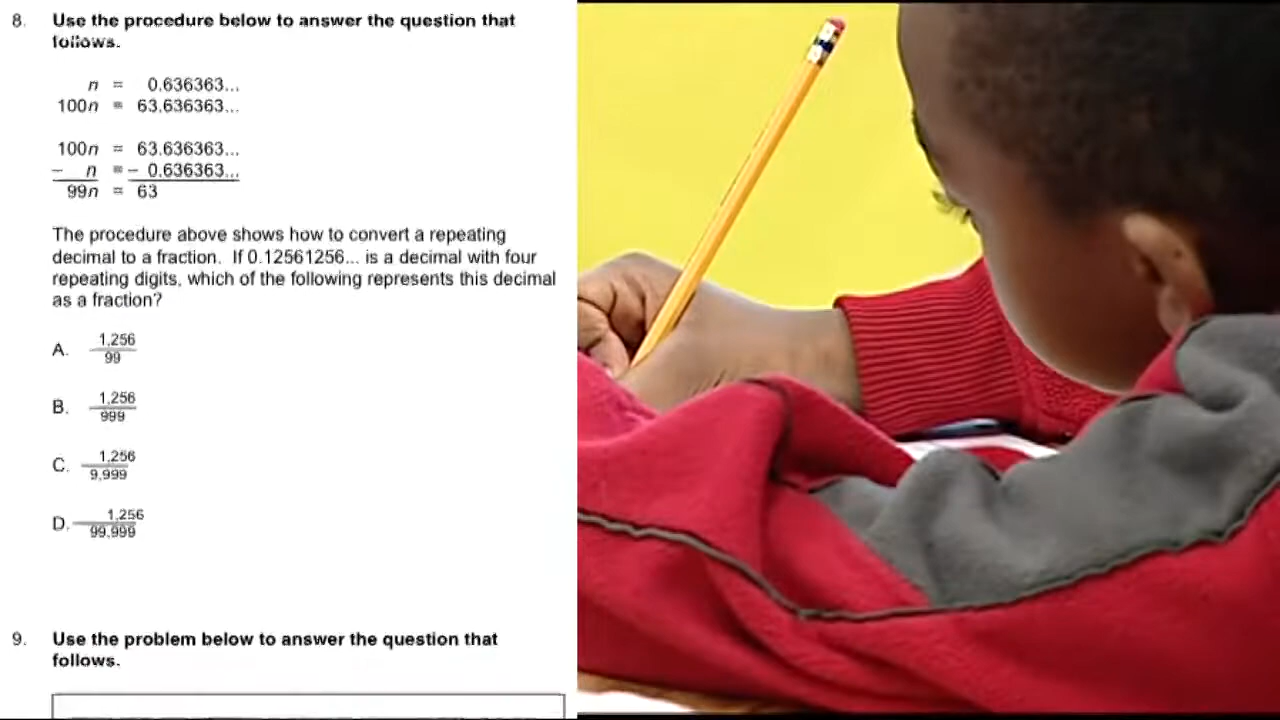 8. Use the procedure below to answer the question that
follows.
n = 0.636363...
100n = 63.636363...
100n = 63.636363...
− n = − 0.636363...
99n = 63
The procedure above shows how to convert a repeating
decimal to a fraction. If 0.12561256... is a decimal with four
repeating digits, which of the following represents this decimal
as a fraction?
A. 1,256
99
B. 1,256
999
C. 1,256
9,999
D. 1,256
99,999
9. Use the problem below to answer the question that
follows.